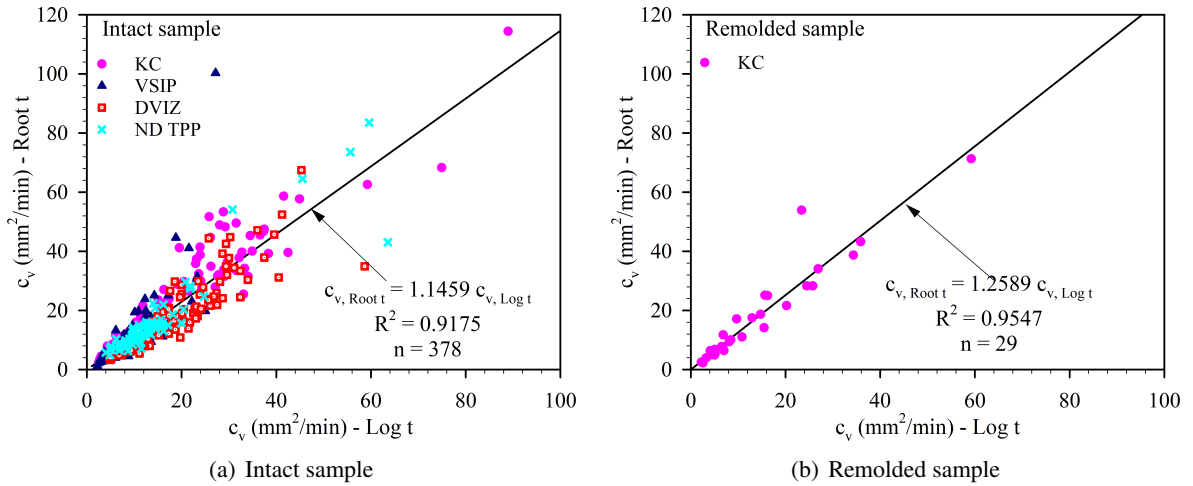 Intact sample
KC
VSIP
DVIZ
ND TPP
120
100
80
60
40
20
0
c_v (mm²/min) - Root t
c_v, Root t = 1.1459 c_v, Log t
R² = 0.9175
n = 378
0 20 40 60 80 100
c_v (mm²/min) - Log t
(a) Intact sample
Remolded sample
KC
120
100
80
60
40
20
0
c_v (mm²/min) - Root t
c_v, Root t = 1.2589 c_v, Log t
R² = 0.9547
n = 29
0 20 40 60 80 100
c_v (mm²/min) - Log t
(b) Remolded sample